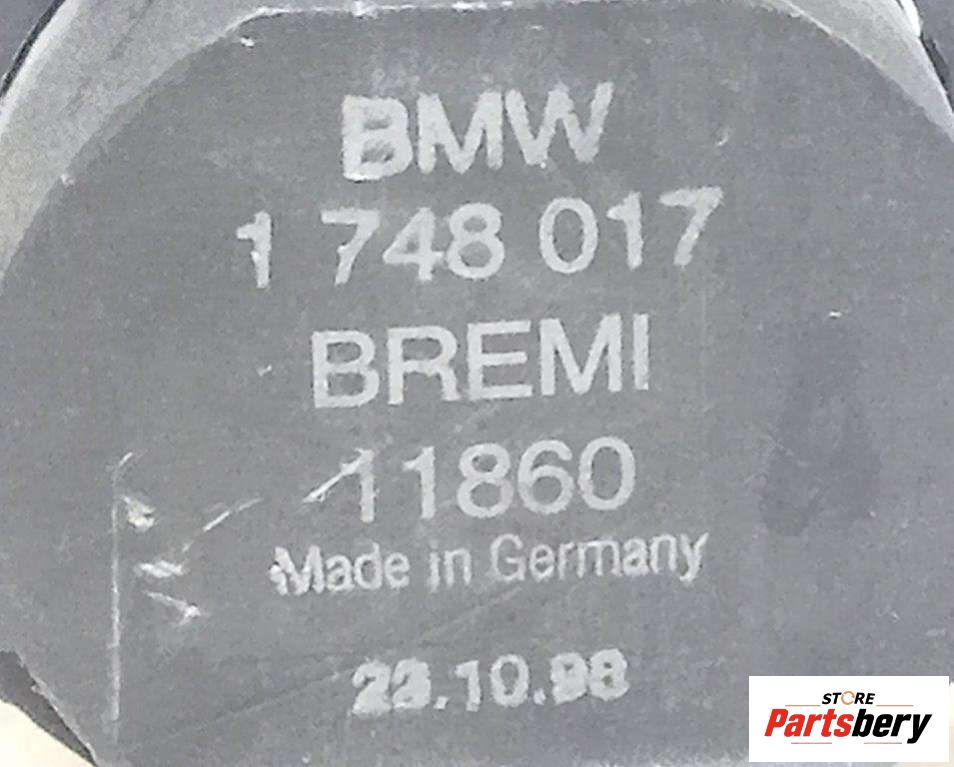 BMW
1 748 017
BREMI
11860
Made in Germany
23.10.98
STORE
Partsbery